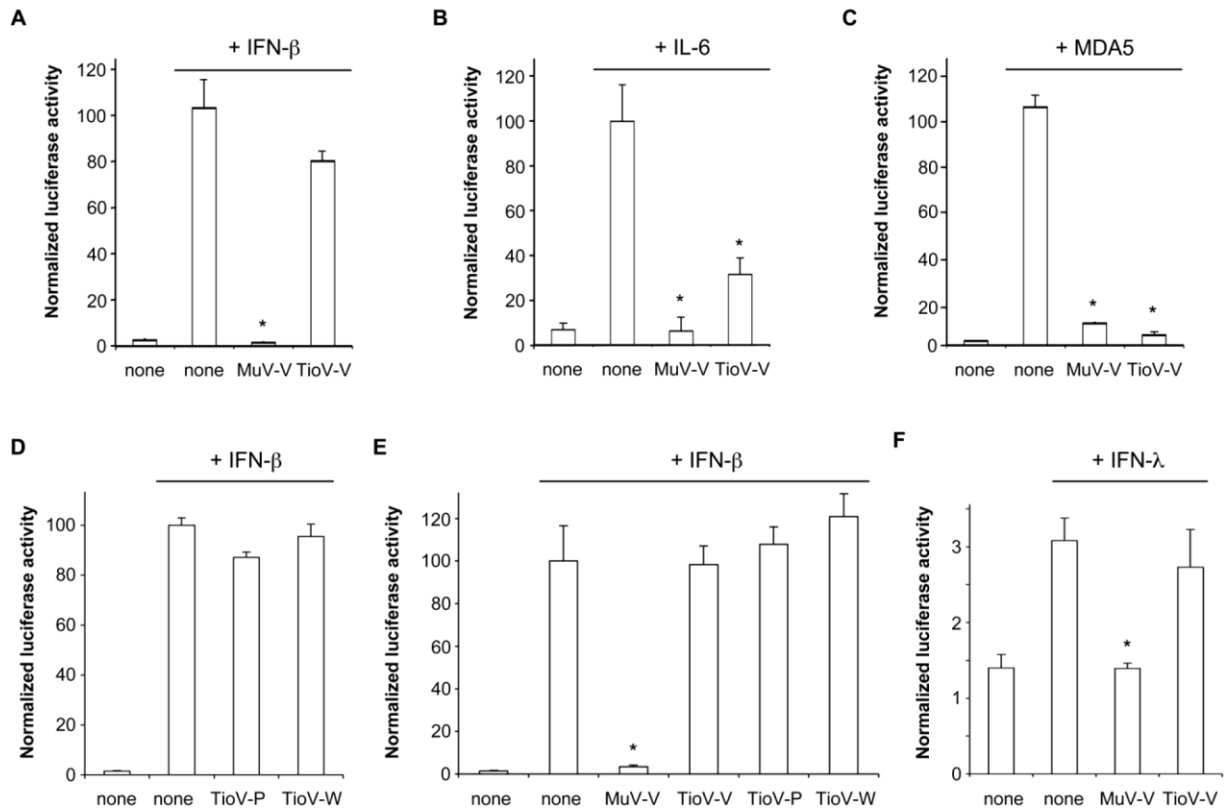 A
+ IFN-β
Normalized luciferase activity
120
100
80
60
40
20
0
*
none none MuV-V TioV-V
B
+ IL-6
Normalized luciferase activity
120
100
80
60
40
20
0
*
*
none none MuV-V TioV-V
C
+ MDA5
Normalized luciferase activity
120
100
80
60
40
20
0
*
*
none none MuV-V TioV-V
D
+ IFN-β
Normalized luciferase activity
100
80
60
40
20
0
none none TioV-P TioV-W
E
+ IFN-β
Normalized luciferase activity
120
100
80
60
40
20
0
*
none none MuV-V TioV-V TioV-P TioV-W
F
+ IFN-λ
Normalized luciferase activity
3
2
1
0
*
none none MuV-V TioV-V